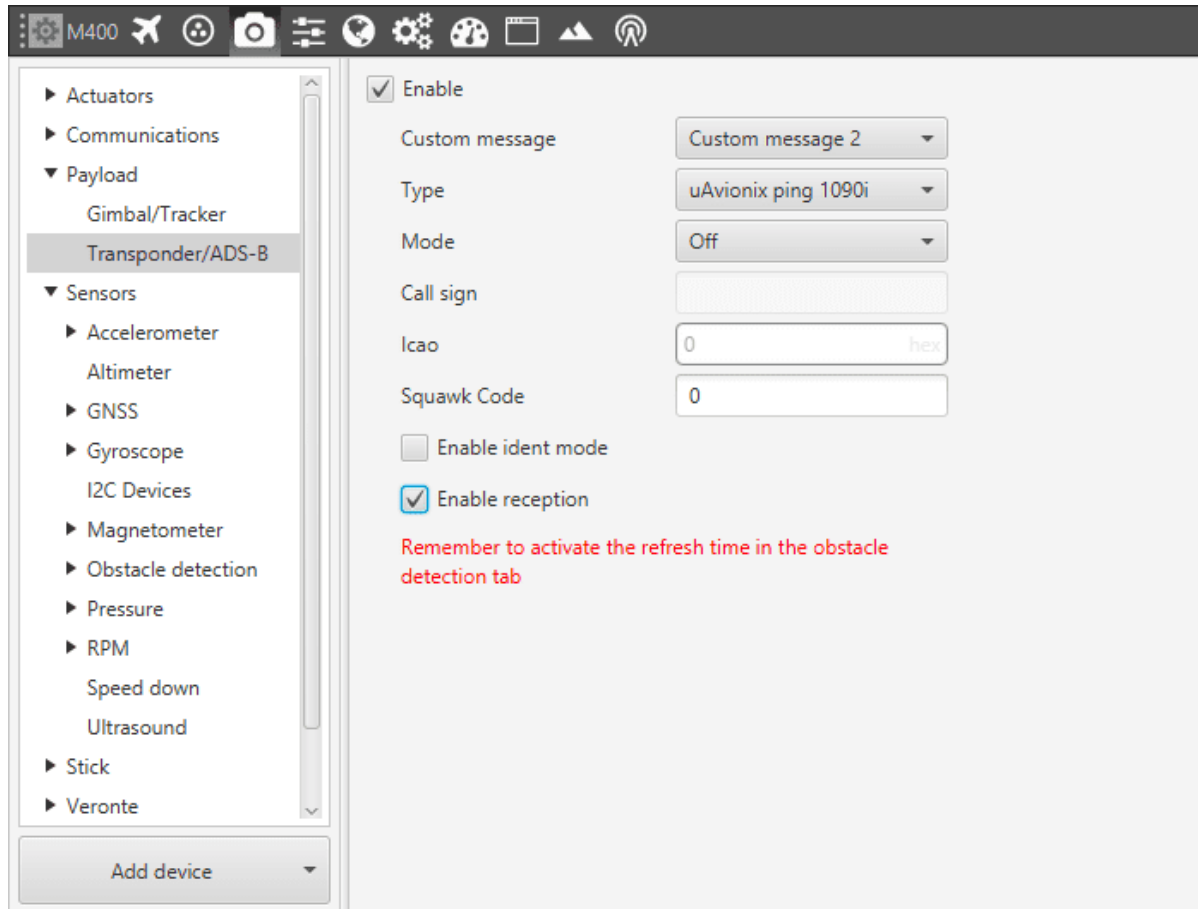 M400
Actuators
Communications
Payload
Gimbal/Tracker
Transponder/ADS-B
Sensors
Accelerometer
Altimeter
GNSS
Gyroscope
I2C Devices
Magnetometer
Obstacle detection
Pressure
RPM
Speed down
Ultrasound
Stick
Veronte
Add device
Enable
Custom message Custom message 2
Type uAvionix ping 1090i
Mode Off
Call sign
Icao 0 hex
Squawk Code 0
Enable ident mode
Enable reception
Remember to activate the refresh time in the obstacle
detection tab